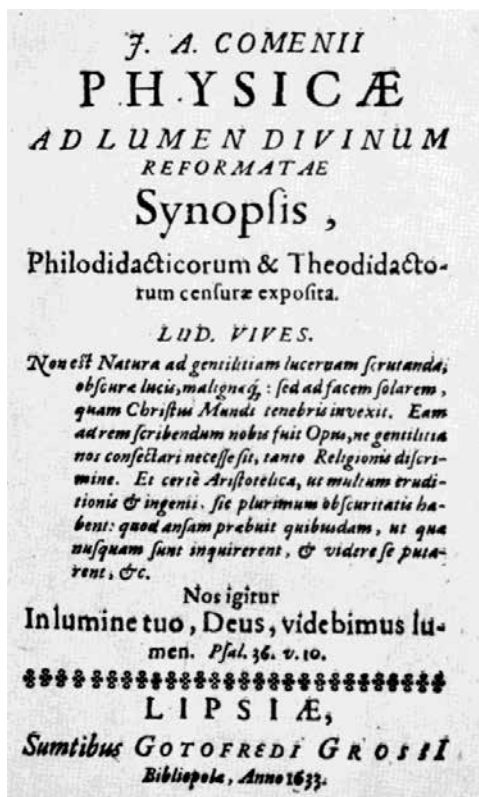 J. A. COMENII
PHYSICÆ
AD LUMEN DIVINUM
REFORMATAE
Synopſis,
Philodidacticorum & Theodidacto-
rum cenſuræ expoſita.
LUD. VIVES.
Non eſt Natura ad gentilitiam lucernam ſcrutanda,
obſcuræ lucis, malignæq́; : ſed ad facem ſolarem,
quam Chriſtus Mundi tenebris invexit. Eam
ad rem ſcribendum nobis fuit Opus, ne gentilitia
nos conſectari neceſſe ſit, tanto Religionis diſcri-
mine. Et certè Ariſtotelica, ut multum erudi-
tionis & ingenii, ſic plurimum obſcuritatis ha-
bent: quod anſam præbuit quibuſdam, ut quæ
nuſquam ſunt inquirerent, & videre ſe puta-
rent, &c.
Nos igitur
In lumine tuo, Deus, videbimus lu-
men. Pſal. 36. v. 10.
LIPSIÆ,
Sumtibus GOTOFREDI GROSSI
Bibliopolæ, Anno 1633.